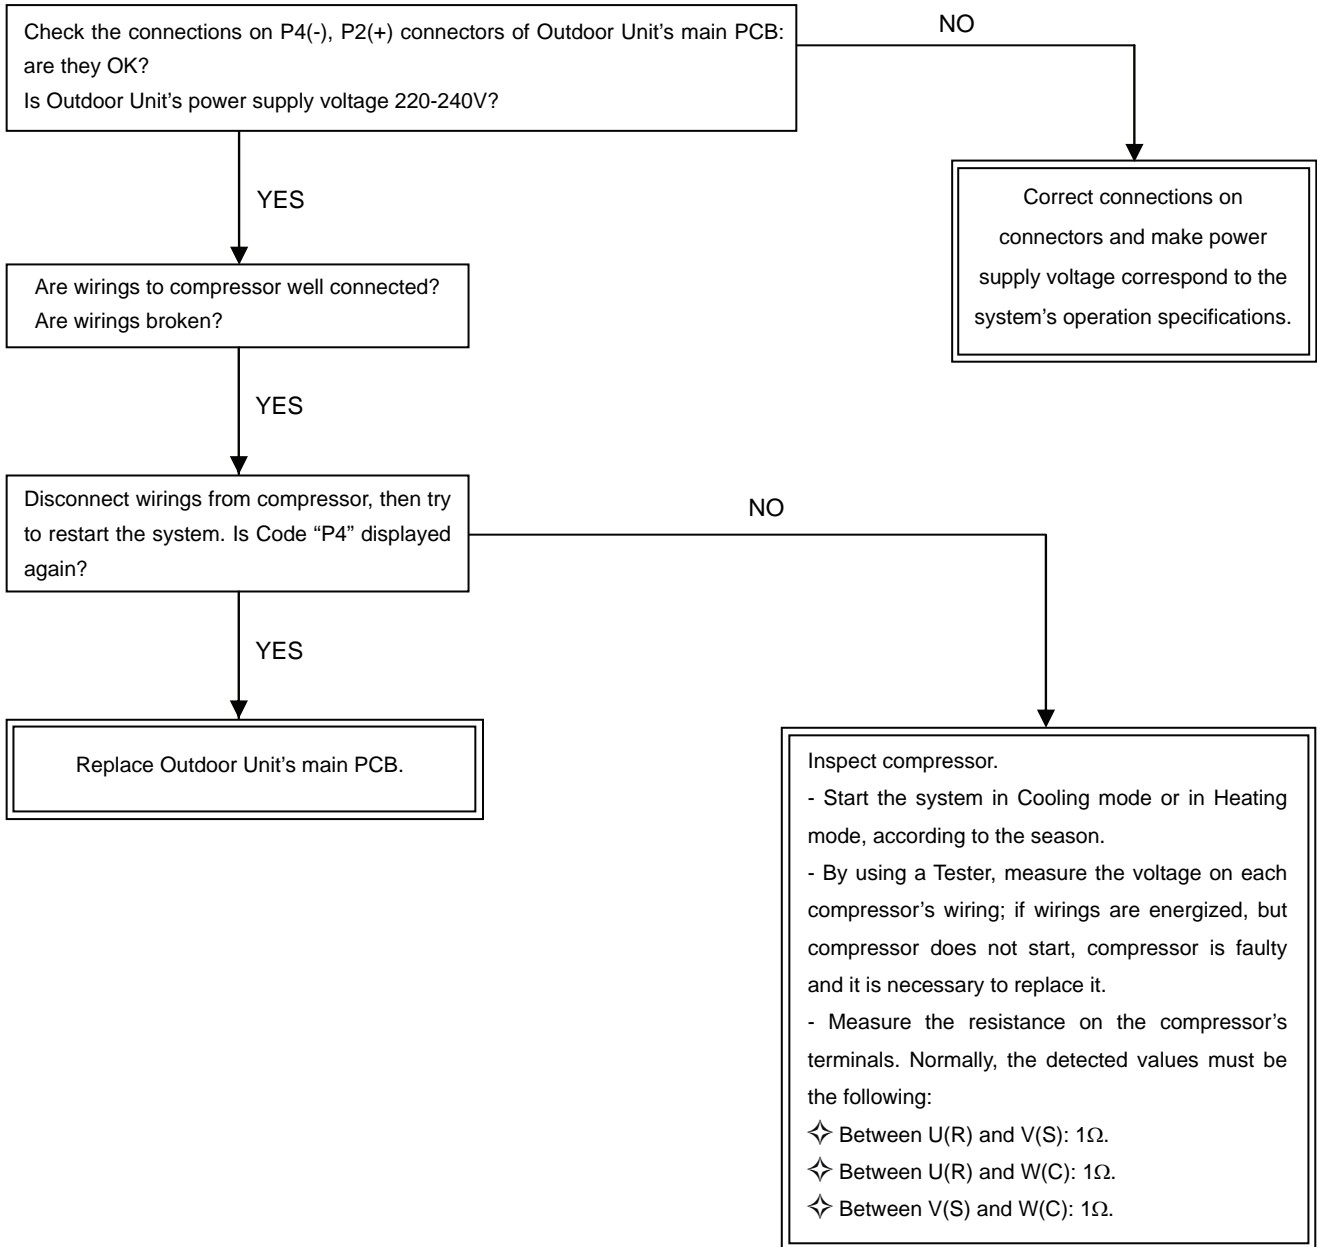 Check the connections on P4(-), P2(+) connectors of Outdoor Unit's main PCB:
are they OK?
Is Outdoor Unit's power supply voltage 220-240V?
NO
YES
Correct connections on
connectors and make power
supply voltage correspond to the
system's operation specifications.
Are wirings to compressor well connected?
Are wirings broken?
YES
Disconnect wirings from compressor, then try
to restart the system. Is Code “P4” displayed
again?
NO
YES
Replace Outdoor Unit's main PCB.
Inspect compressor.
- Start the system in Cooling mode or in Heating
mode, according to the season.
- By using a Tester, measure the voltage on each
compressor's wiring; if wirings are energized, but
compressor does not start, compressor is faulty
and it is necessary to replace it.
- Measure the resistance on the compressor's
terminals. Normally, the detected values must be
the following:
✧ Between U(R) and V(S): 1Ω.
✧ Between U(R) and W(C): 1Ω.
✧ Between V(S) and W(C): 1Ω.